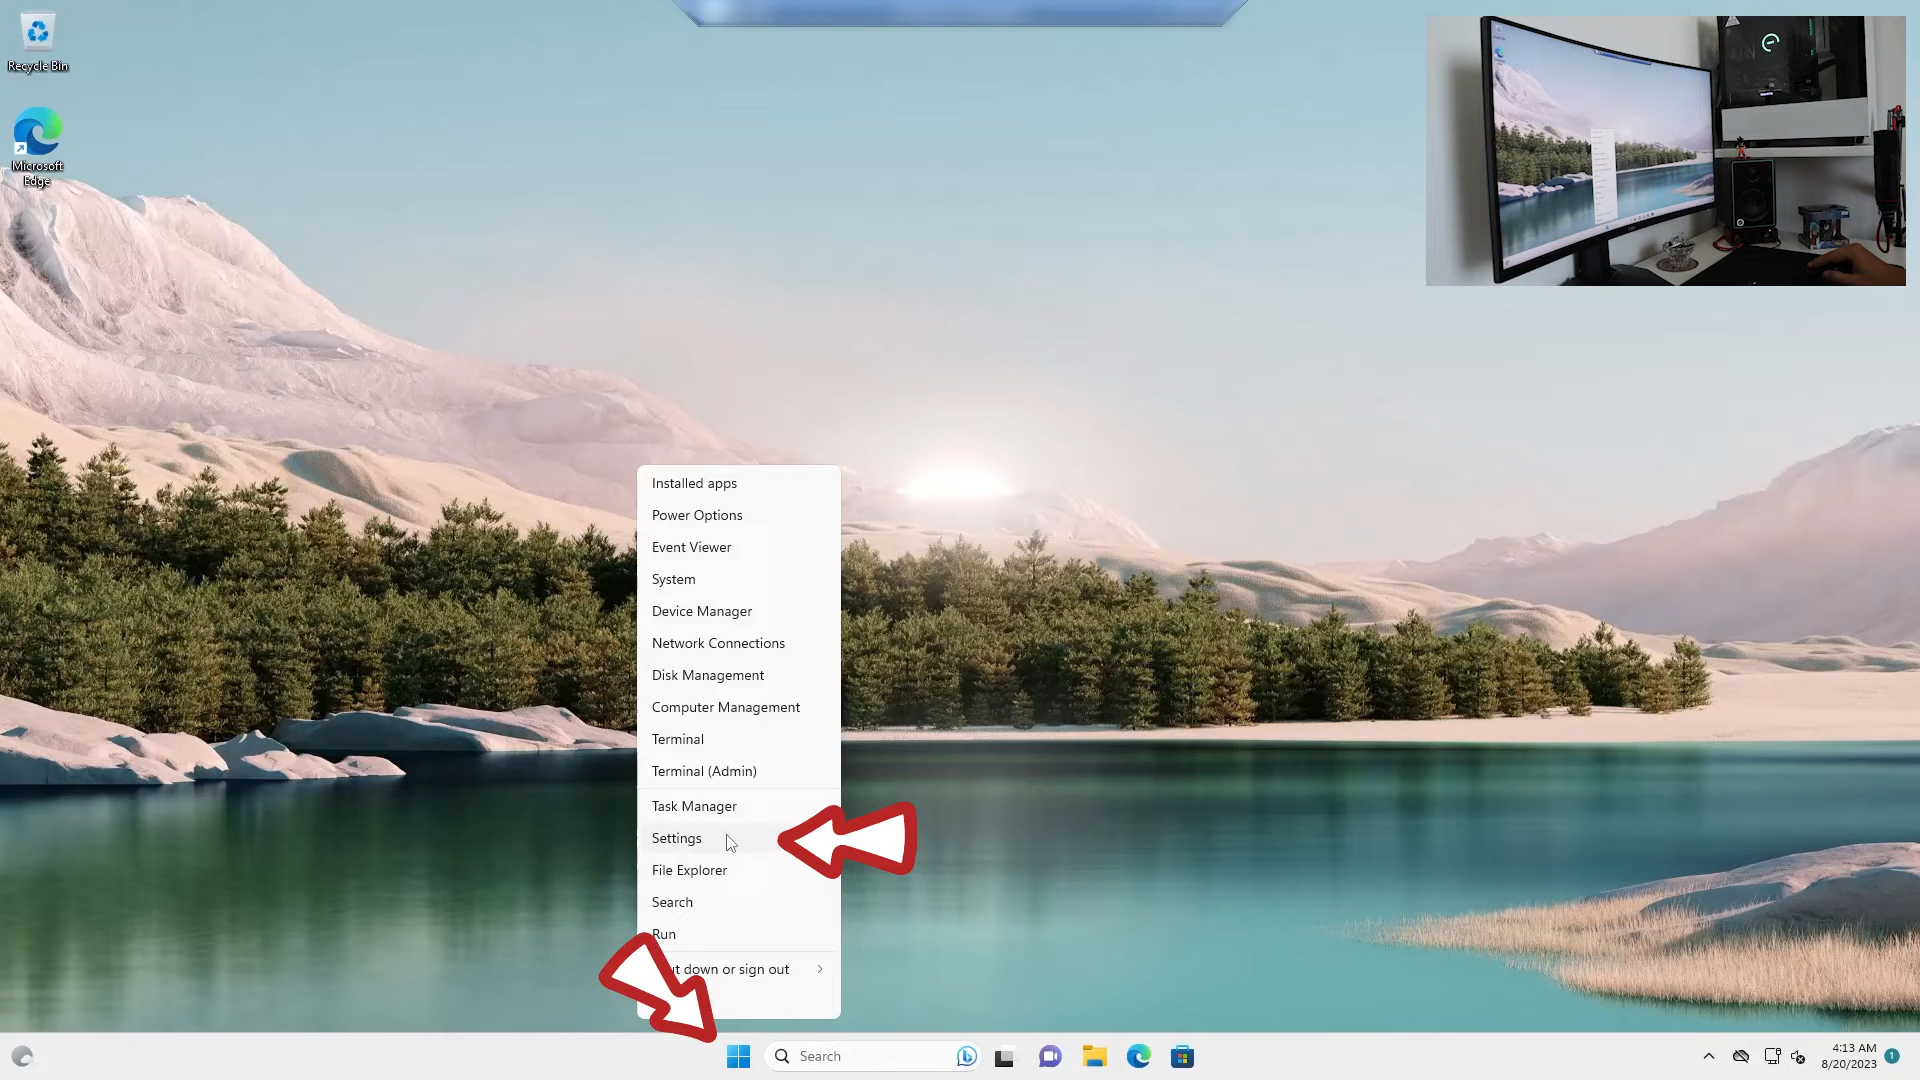 Recycle Bin
Microsoft
Edge
Installed apps
Power Options
Event Viewer
System
Device Manager
Network Connections
Disk Management
Computer Management
Terminal
Terminal (Admin)
Task Manager
Settings
File Explorer
Search
Run
down or sign out
Search
4:13 AM
8/20/2023
1